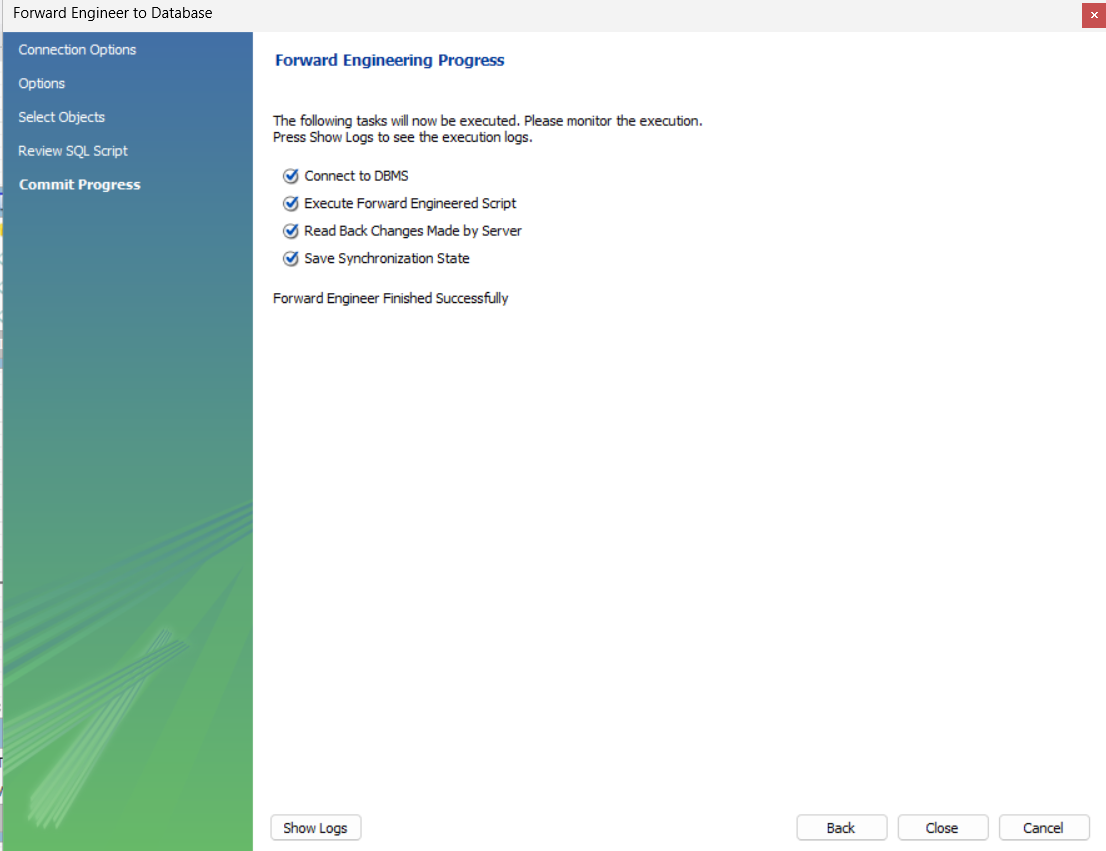 Forward Engineer to Database
Connection Options
Options
Select Objects
Review SQL Script
Commit Progress
Forward Engineering Progress
The following tasks will now be executed. Please monitor the execution.
Press Show Logs to see the execution logs.
Connect to DBMS
Execute Forward Engineered Script
Read Back Changes Made by Server
Save Synchronization State
Forward Engineer Finished Successfully
Show Logs
Back
Close
Cancel